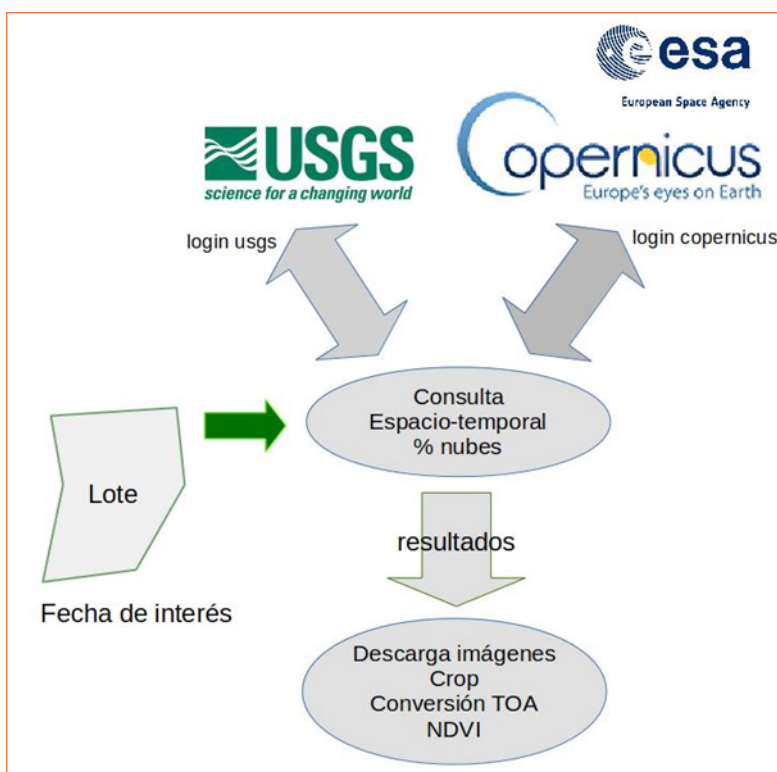 esa
European Space Agency
USGS
science for a changing world
Copernicus
Europe's eyes on Earth
login usgs
login copernicus
Consulta
Espacio-temporal
% nubes
Lote
resultados
Fecha de interés
Descarga imágenes
Crop
Conversión TOA
NDVI